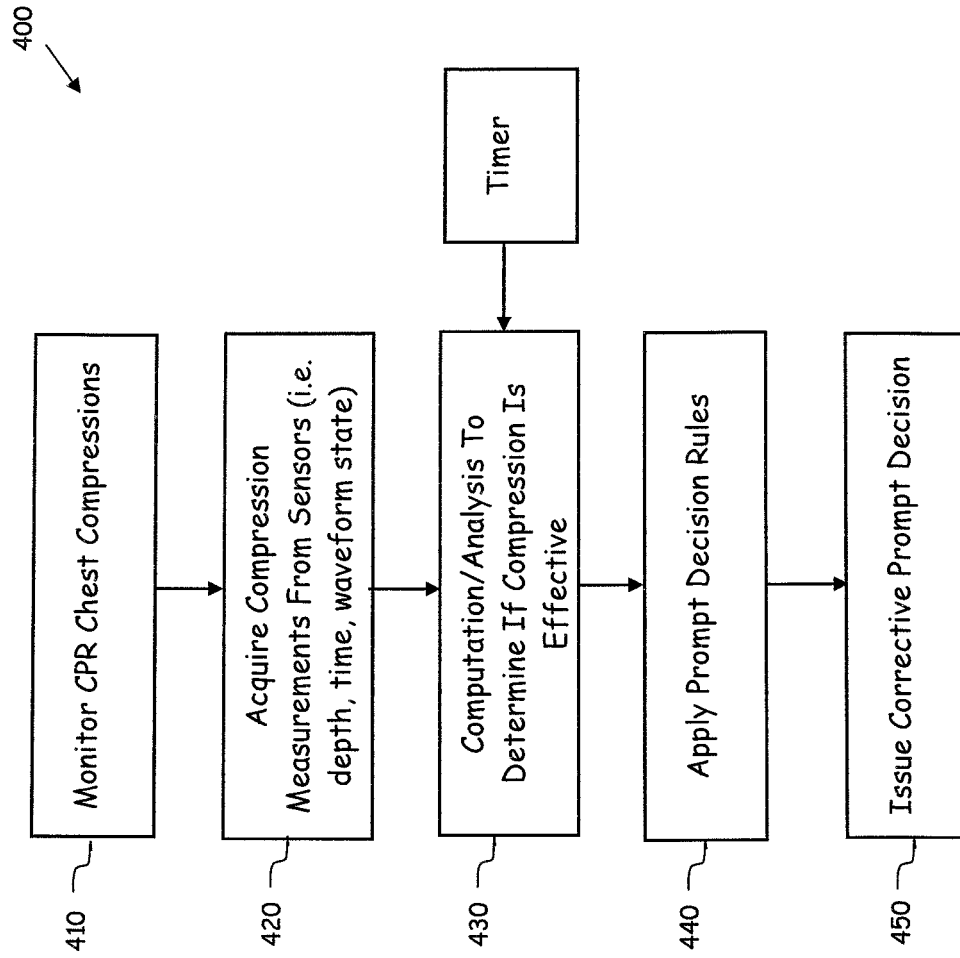 400
410
Monitor CPR Chest Compressions
420
Acquire Compression
Measurements From Sensors (i.e.
depth, time, waveform state)
430
Computation/Analysis To
Determine If Compression Is
Effective
Timer
440
Apply Prompt Decision Rules
450
Issue Corrective Prompt Decision